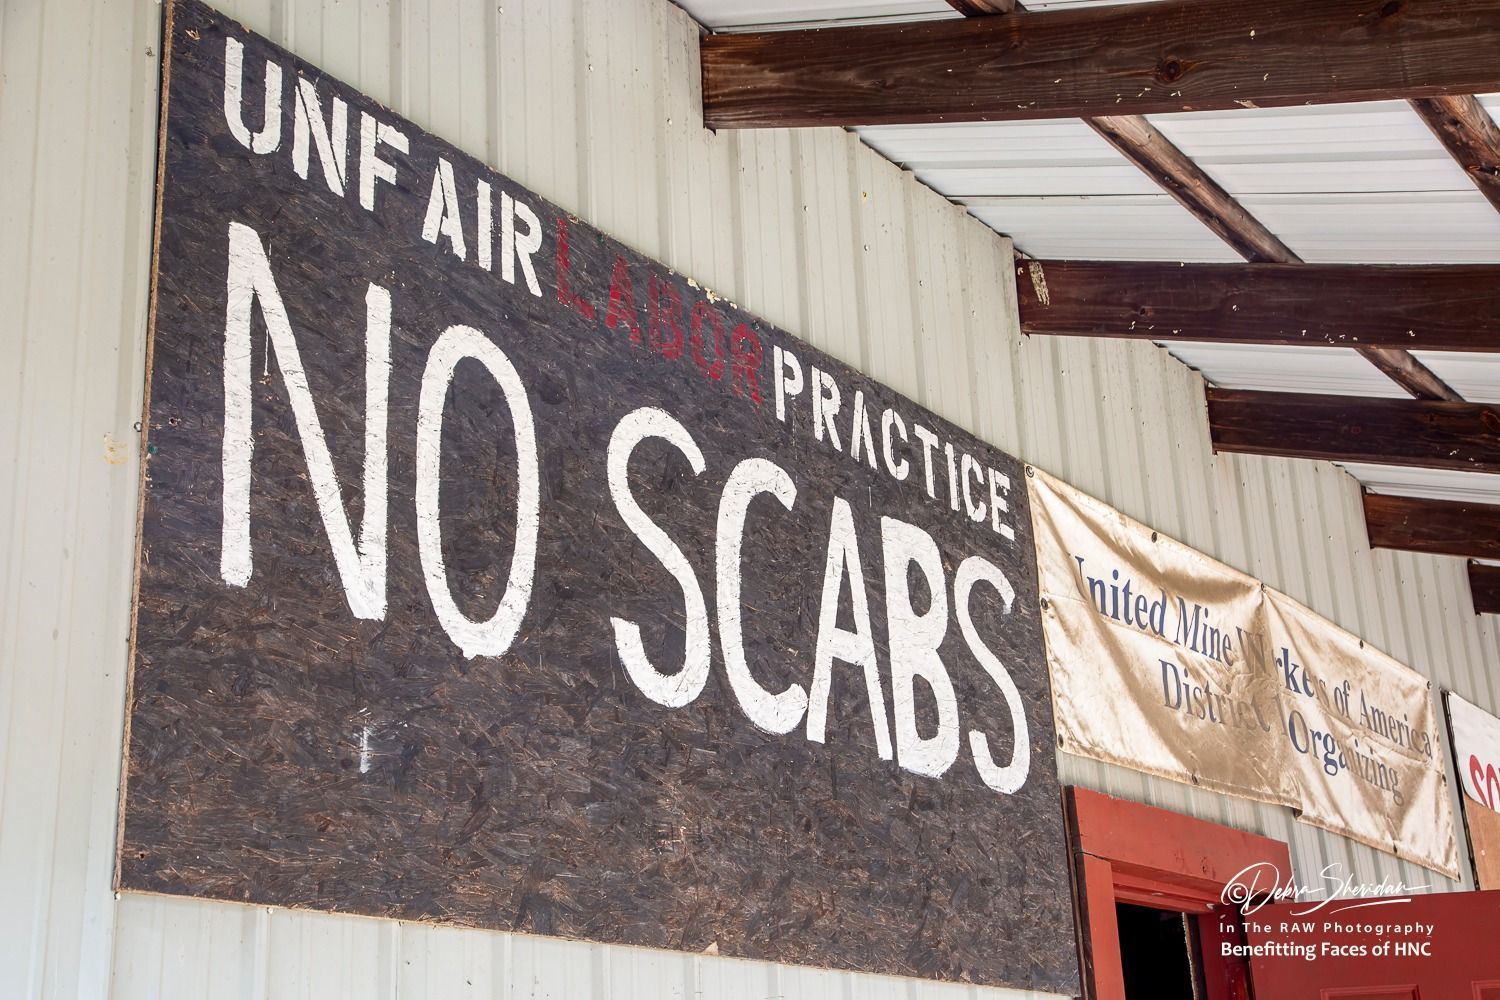 UNFAIR LABOR PRACTICE
NO SCABS
United Mine Workers of America
District Organizing
©Debra Sheridan
In The RAW Photography
Benefitting Faces of HNC